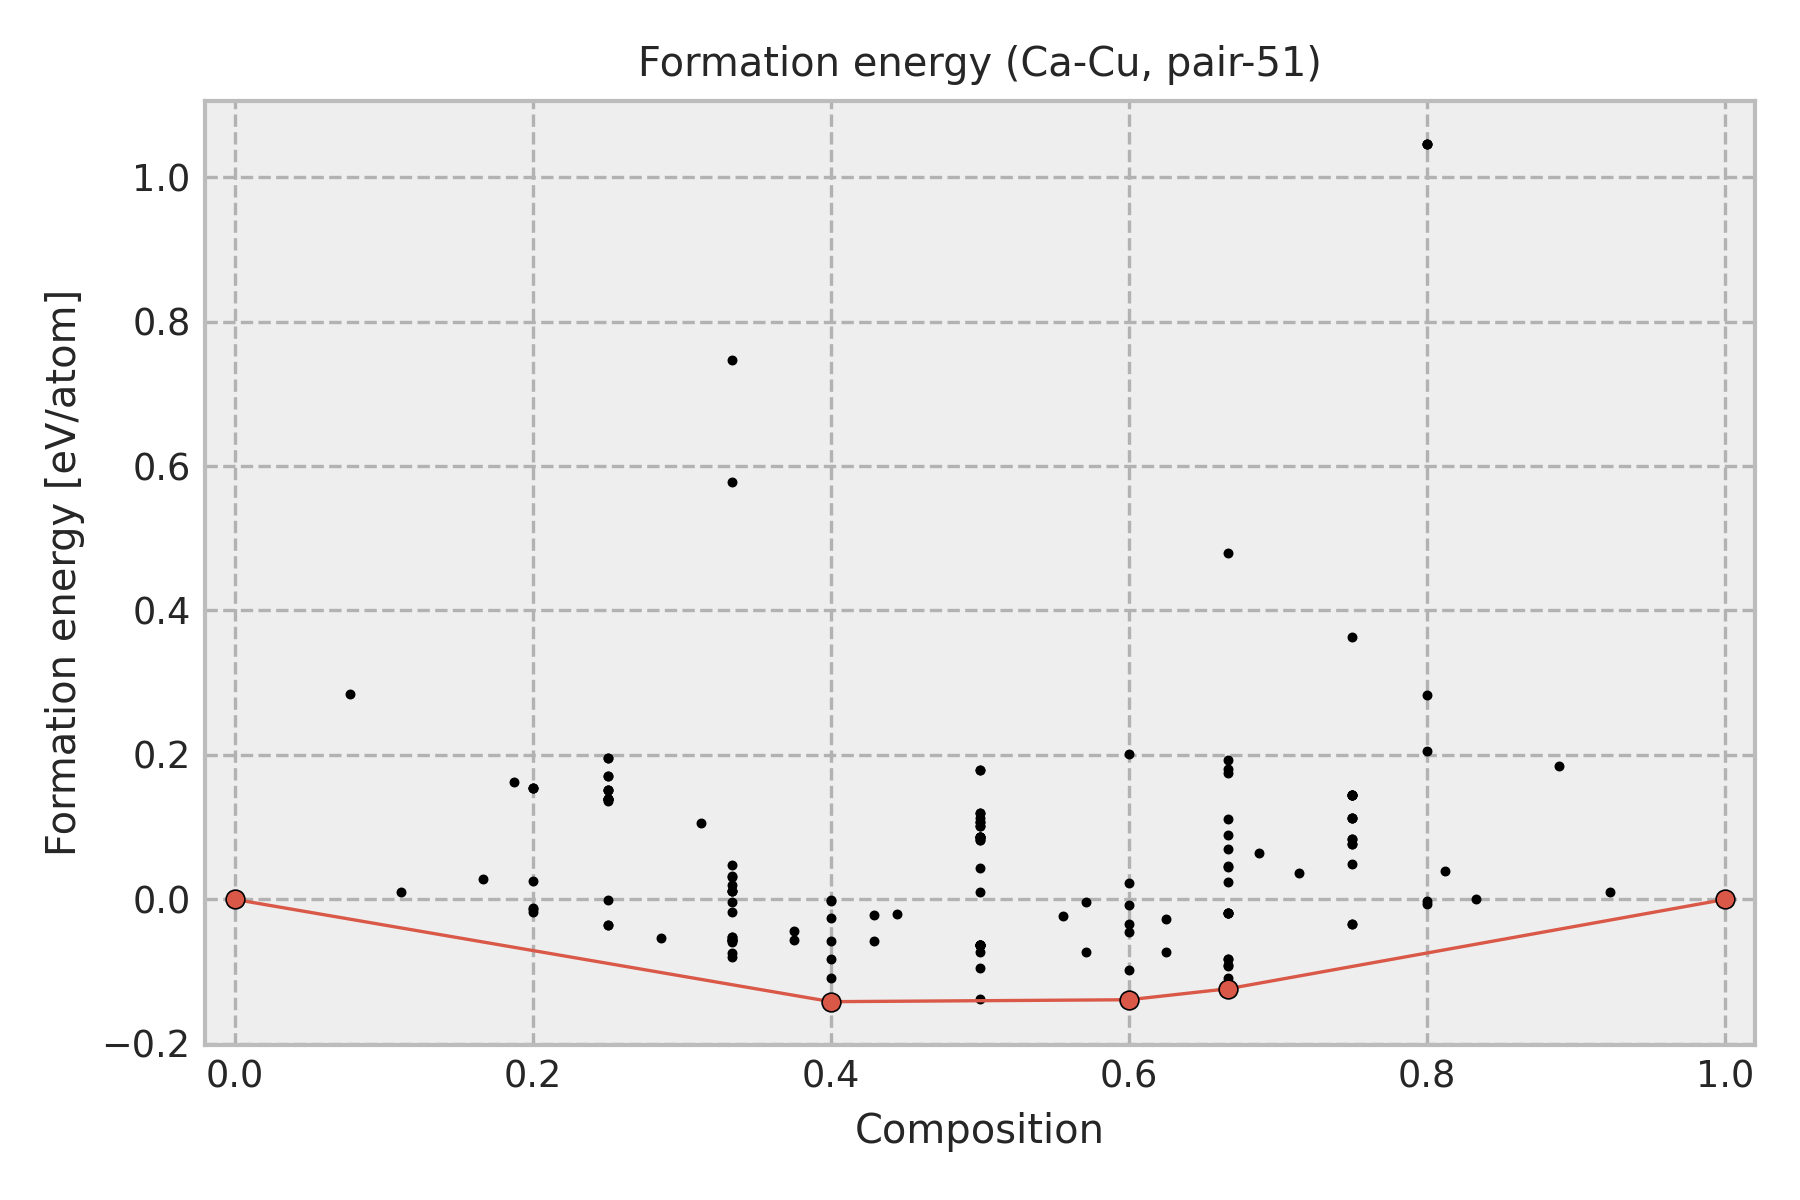 Formation energy (Ca-Cu, pair-51)
Formation energy [eV/atom]
1.0
0.8
0.6
0.4
0.2
0.0
−0.2
0.0 0.2 0.4 0.6 0.8 1.0
Composition